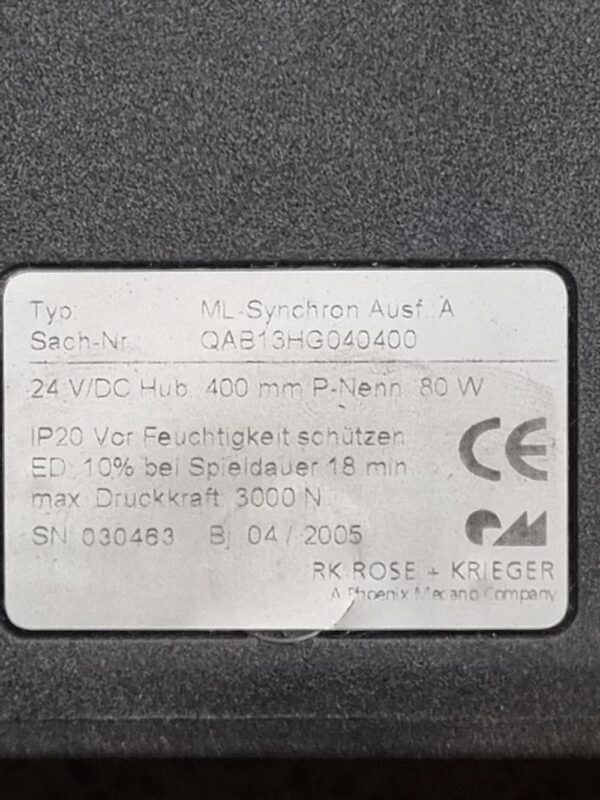 Typ: ML-Synchron Ausf. A
Sach-Nr. QAB13HG040400
24 V/DC Hub 400 mm P-Nenn. 80 W
IP20 Vor Feuchtigkeit schützen
ED: 10% bei Spieldauer 18 min
max. Druckkraft 3000 N
SN 030463 Bj 04 / 2005
CE
RK ROSE + KRIEGER
A Phoenix Mecano Company